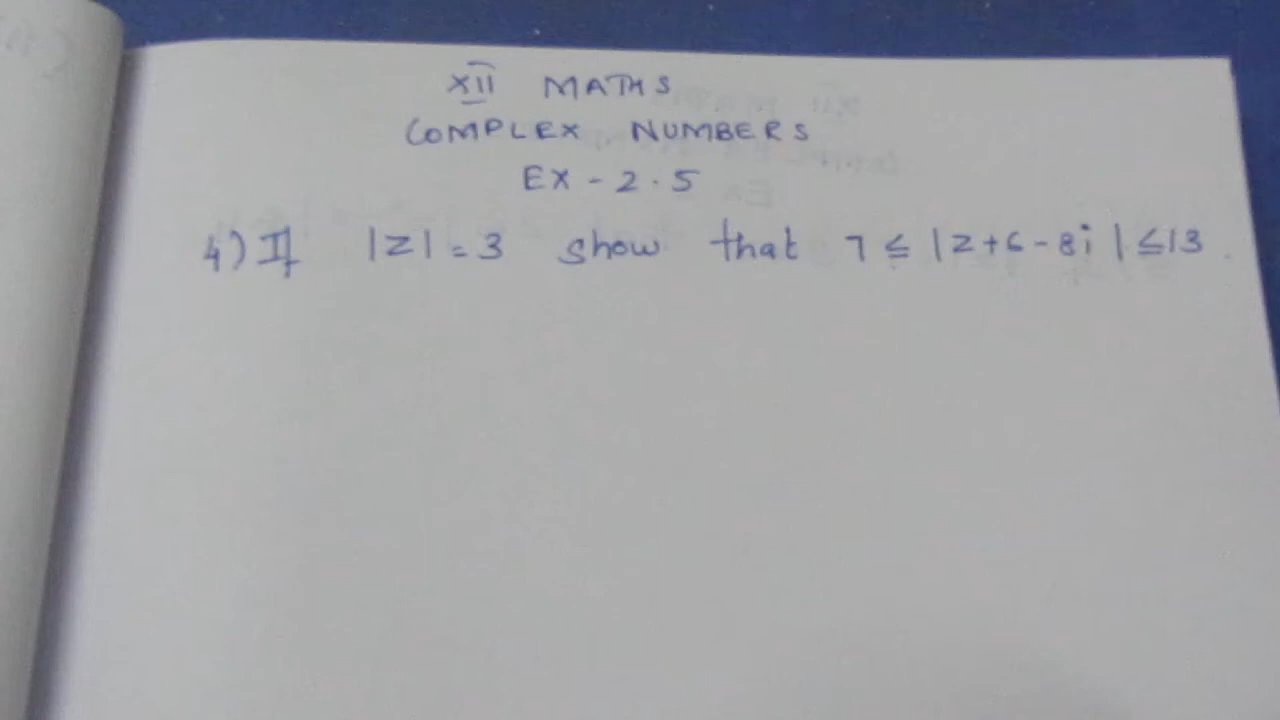 XII MATHS
COMPLEX NUMBERS
EX - 2.5
4) If |z| = 3 show that 7 ≤ |z+6-8i| ≤ 13.